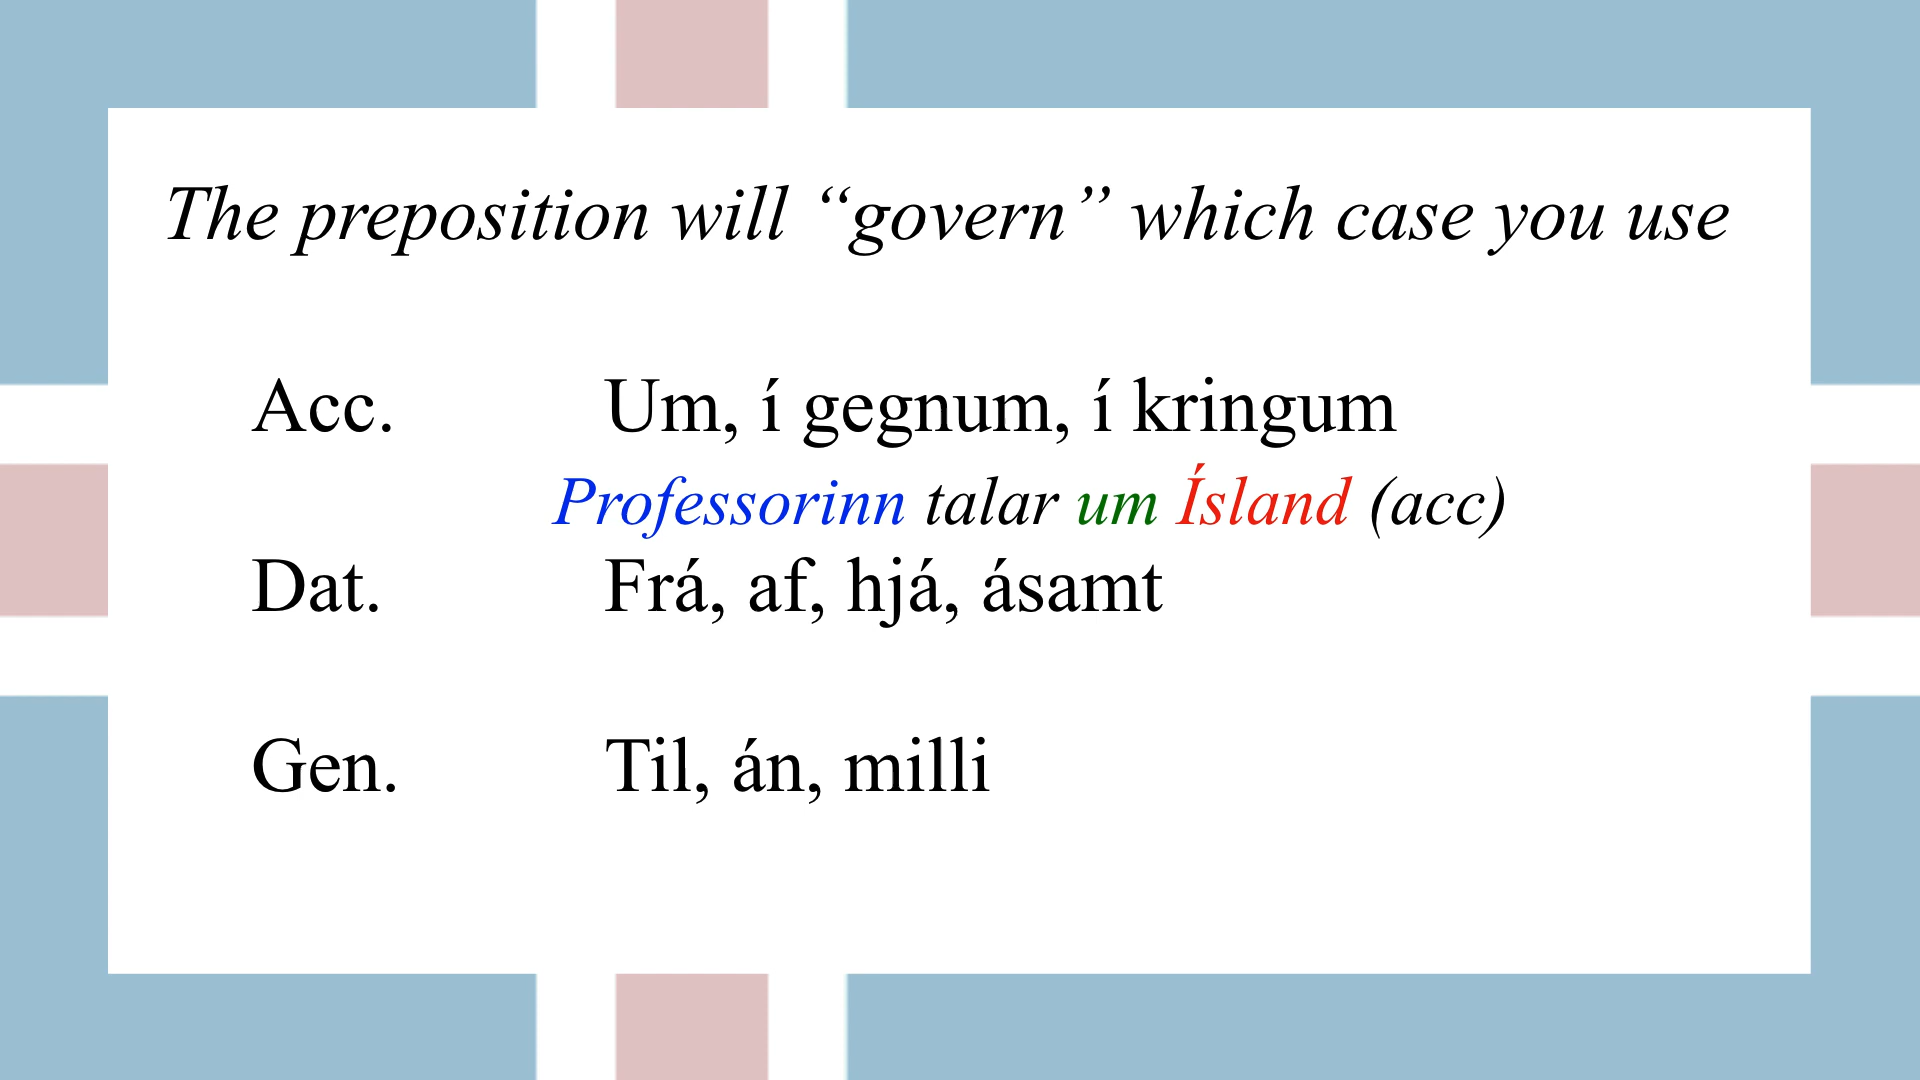 The preposition will “govern” which case you use
Acc. Um, í gegnum, í kringum
Professorinn talar um Ísland (acc)
Dat. Frá, af, hjá, ásamt
Gen. Til, án, milli